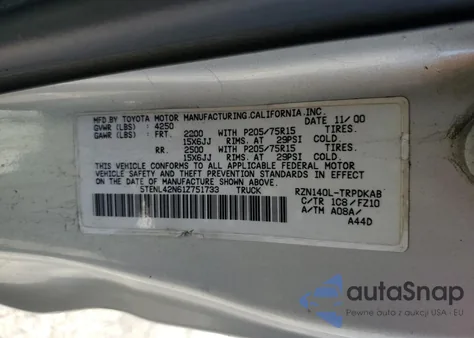 MFD.BY TOYOTA MOTOR MANUFACTURING.CALIFORNIA.INC.
GVWR (LBS) : 4250 DATE 11/00
GAWR (LBS) : FRT. 2200 WITH P205/75R15 TIRES.
15X6JJ RIMS. AT 29PSI COLD.
RR. 2500 WITH P205/75R15 TIRES.
15X6JJ RIMS. AT 29PSI COLD.
THIS VEHICLE CONFORMS TO ALL APPLICABLE FEDERAL
MOTOR VEHICLE SAFETY AND THEFT PREVENTION STANDARDS
IN EFFECT ON THE DATE OF MANUFACTURE SHOWN ABOVE.
5TENL42N61Z751733 TRUCK RZN140L-TRPDKAB
C/TR 1C8/FZ10
A/TM A08A/
A44D
autoSnap
Pewne auta z dostępem USA - EU